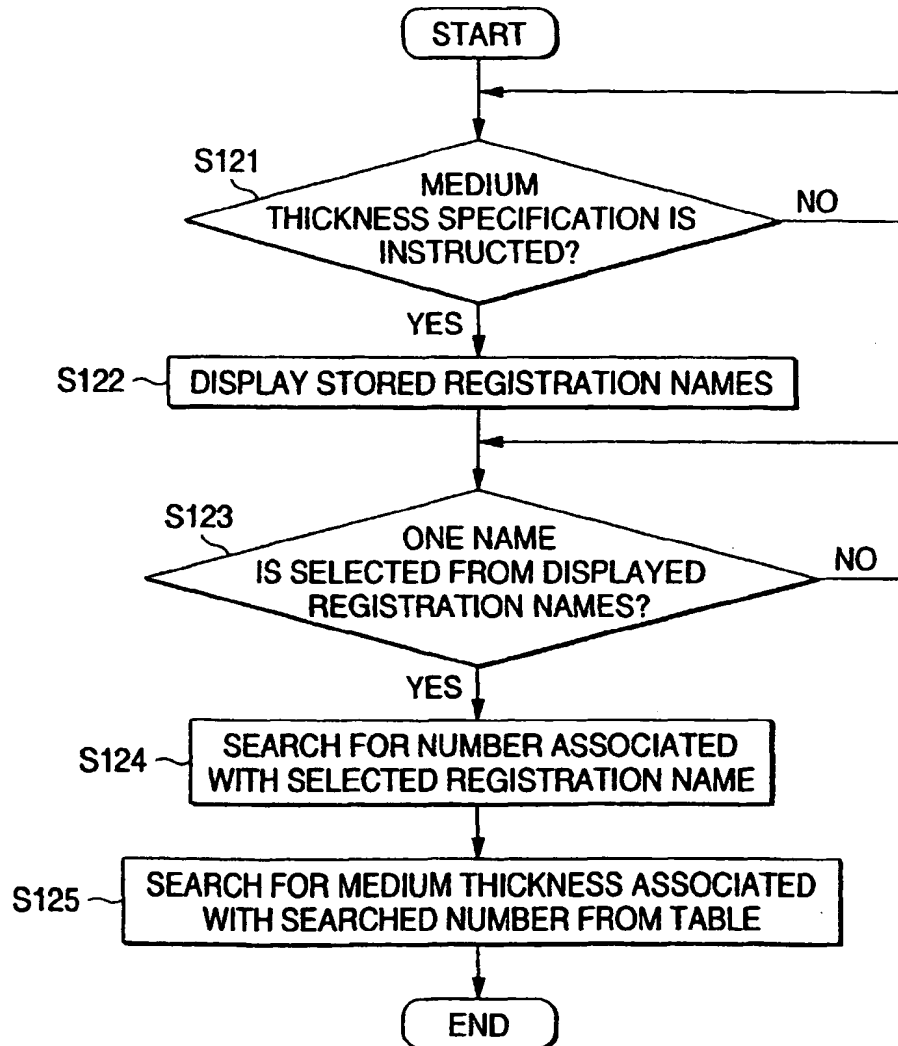 START
S121
MEDIUM
THICKNESS SPECIFICATION IS
INSTRUCTED?
NO
YES
S122
DISPLAY STORED REGISTRATION NAMES
S123
ONE NAME
IS SELECTED FROM DISPLAYED
REGISTRATION NAMES?
NO
YES
S124
SEARCH FOR NUMBER ASSOCIATED
WITH SELECTED REGISTRATION NAME
S125
SEARCH FOR MEDIUM THICKNESS ASSOCIATED
WITH SEARCHED NUMBER FROM TABLE
END